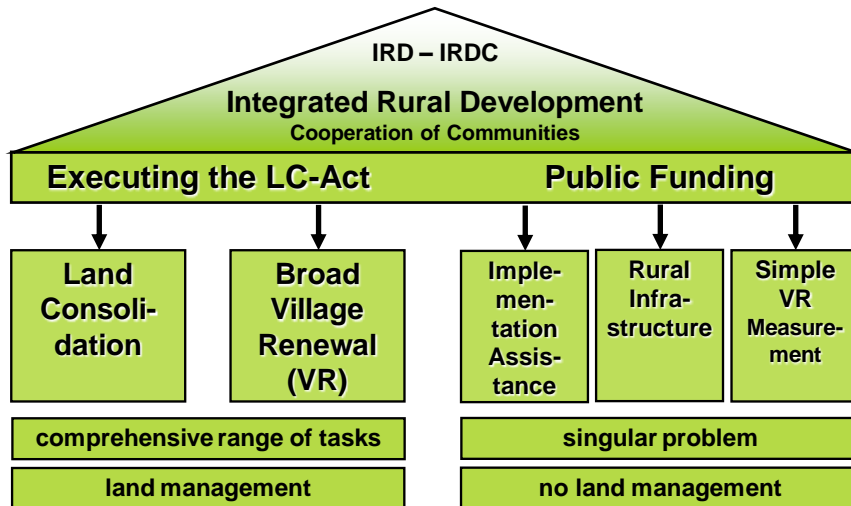 IRD – IRDC
Integrated Rural Development
Cooperation of Communities
Executing the LC-Act
Public Funding
Land
Consoli-
dation
Broad
Village
Renewal
(VR)
Imple-
men-
tation
Assis-
tance
Rural
Infra-
structure
Simple
VR
Measure-
ment
comprehensive range of tasks
singular problem
land management
no land management